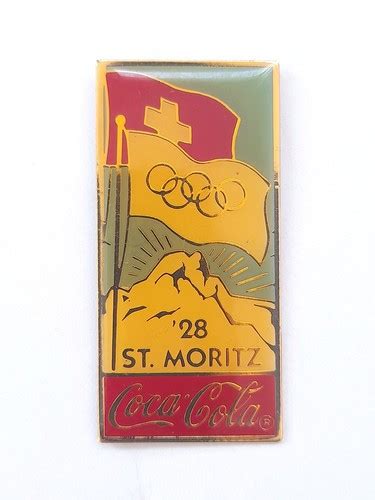 '28
ST. MORITZ
Coca-Cola®